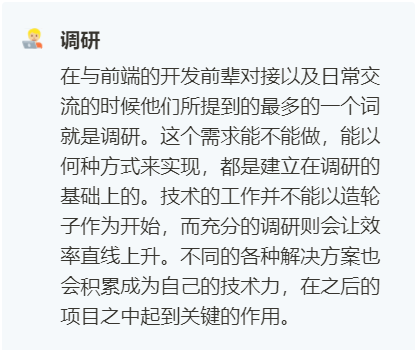 调研
在与前端的开发前辈对接以及日常交
流的时候他们所提到的最多的一个词
就是调研。这个需求能不能做，能以
何种方式来实现，都是建立在调研的
基础上的。技术的工作并不能以造轮
子作为开始，而充分的调研则会让效
率直线上升。不同的各种解决方案也
会积累成为自己的技术力，在之后的
项目之中起到关键的作用。